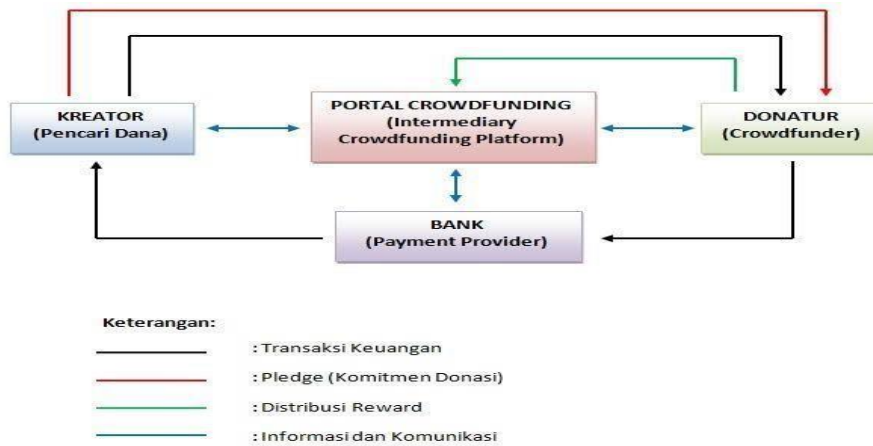 KREATOR
(Pencari Dana)
PORTAL CROWDFUNDING
(Intermediary
Crowdfunding Platform)
DONATUR
(Crowdfunder)
BANK
(Payment Provider)
Keterangan:
: Transaksi Keuangan
: Pledge (Komitmen Donasi)
: Distribusi Reward
: Informasi dan Komunikasi